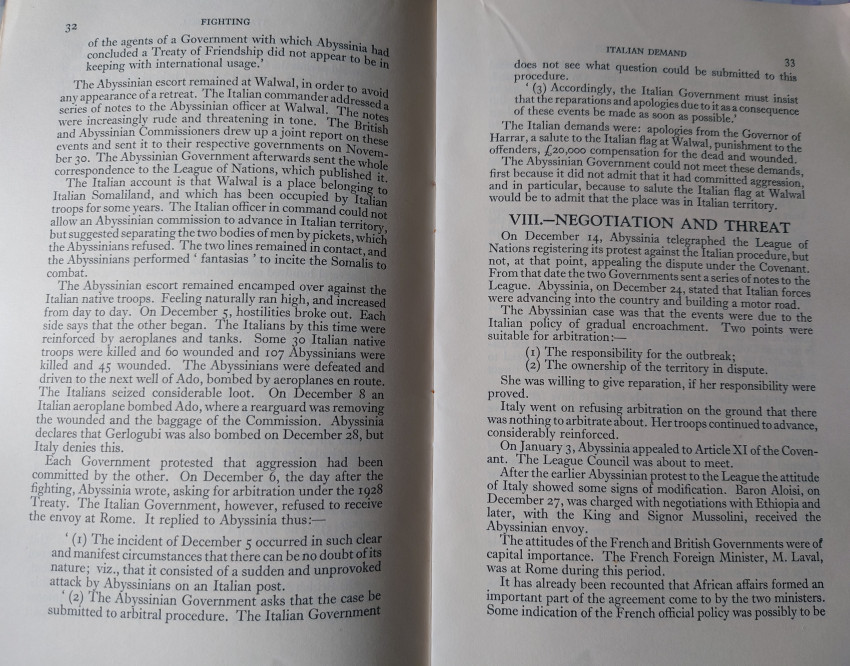 32
FIGHTING
of the agents of a Government with which Abyssinia had
concluded a Treaty of Friendship did not appear to be in
keeping with international usage.'
The Abyssinian escort remained at Walwal, in order to avoid
any appearance of a retreat. The Italian commander addressed a
series of notes to the Abyssinian officer at Walwal. The notes
were increasingly rude and threatening in tone. The British
and Abyssinian Commissioners drew up a joint report on these
events and sent it to their respective governments on Novem-
ber 30. The Abyssinian Government afterwards sent the whole
correspondence to the League of Nations, which published it.
The Italian account is that Walwal is a place belonging to
Italian Somaliland, and which has been occupied by Italian
troops for some years. The Italian officer in command could not
allow an Abyssinian commission to advance in Italian territory,
but suggested separating the two bodies of men by pickets, which
the Abyssinians refused. The two lines remained in contact, and
the Abyssinians performed ' fantasias ' to incite the Somalis to
combat.
The Abyssinian escort remained encamped over against the
Italian native troops. Feeling naturally ran high, and increased
from day to day. On December 5, hostilities broke out. Each
side says that the other began. The Italians by this time were
reinforced by aeroplanes and tanks. Some 30 Italian native
troops were killed and 60 wounded and 107 Abyssinians were
killed and 45 wounded. The Abyssinians were defeated and
driven to the next well of Ado, bombed by aeroplanes en route.
The Italians seized considerable loot. On December 8 an
Italian aeroplane bombed Ado, where a rearguard was removing
the wounded and the baggage of the Commission. Abyssinia
declares that Gerlogubi was also bombed on December 28, but
Italy denies this.
Each Government protested that aggression had been
committed by the other. On December 6, the day after the
fighting, Abyssinia wrote, asking for arbitration under the 1928
Treaty. The Italian Government, however, refused to receive
the envoy at Rome. It replied to Abyssinia thus:—
' (1) The incident of December 5 occurred in such clear
and manifest circumstances that there can be no doubt of its
nature; viz., that it consisted of a sudden and unprovoked
attack by Abyssinians on an Italian post.
' (2) The Abyssinian Government asks that the case be
submitted to arbitral procedure. The Italian Government
ITALIAN DEMAND
33
does not see what question could be submitted to this
procedure.
' (3) Accordingly, the Italian Government must insist
that the reparations and apologies due to it as a consequence
of these events be made as soon as possible.'
The Italian demands were: apologies from the Governor of
Harrar, a salute to the Italian flag at Walwal, punishment to the
offenders, £20,000 compensation for the dead and wounded.
The Abyssinian Government could not meet these demands,
first because it did not admit that it had committed aggression,
and in particular, because to salute the Italian flag at Walwal
would be to admit that the place was in Italian territory.
VIII.—NEGOTIATION AND THREAT
On December 14, Abyssinia telegraphed the League of
Nations registering its protest against the Italian procedure, but
not, at that point, appealing the dispute under the Covenant.
From that date the two Governments sent a series of notes to the
League. Abyssinia, on December 24, stated that Italian forces
were advancing into the country and building a motor road.
The Abyssinian case was that the events were due to the
Italian policy of gradual encroachment. Two points were
suitable for arbitration:—
(1) The responsibility for the outbreak;
(2) The ownership of the territory in dispute.
She was willing to give reparation, if her responsibility were
proved.
Italy went on refusing arbitration on the ground that there
was nothing to arbitrate about. Her troops continued to advance,
considerably reinforced.
On January 3, Abyssinia appealed to Article XI of the Coven-
ant. The League Council was about to meet.
After the earlier Abyssinian protest to the League the attitude
of Italy showed some signs of modification. Baron Aloisi, on
December 27, was charged with negotiations with Ethiopia and
later, with the King and Signor Mussolini, received the
Abyssinian envoy.
The attitudes of the French and British Governments were of
capital importance. The French Foreign Minister, M. Laval,
was at Rome during this period.
It has already been recounted that African affairs formed an
important part of the agreement come to by the two ministers.
Some indication of the French official policy was possibly to be